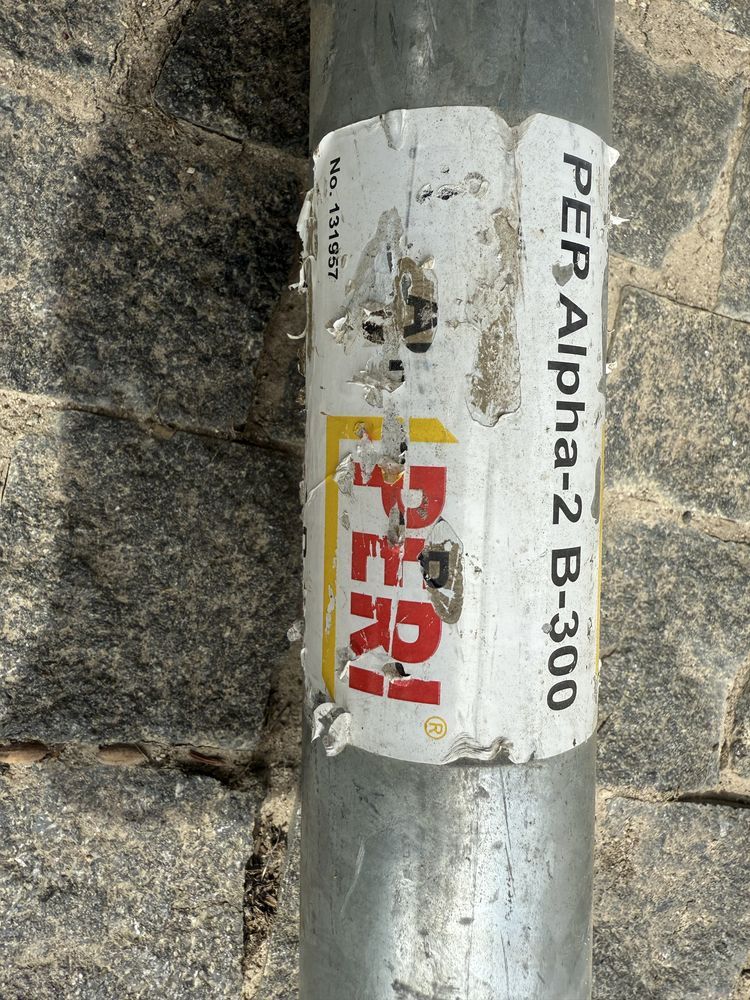 PEP Alpha-2 B-300
PERI®
No. 131957